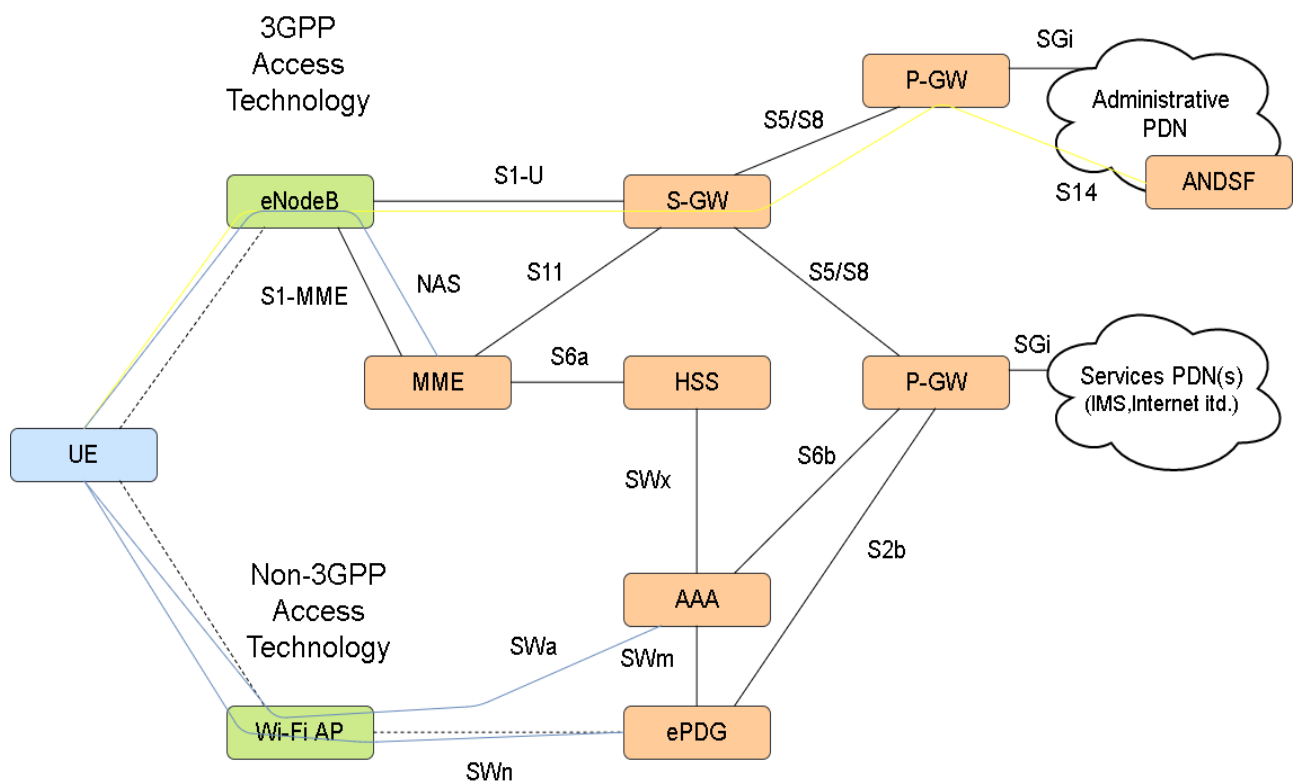 3GPP
Access
Technology
SGi
P-GW
Administrative
PDN
S5/S8
S1-U
eNodeB
S-GW
ANDSF
S14
S11
NAS
S5/S8
S1-MME
SGi
S6a
MME
HSS
P-GW
Services PDN(s)
(IMS,Internet itd.)
UE
S6b
SWx
S2b
Non-3GPP
Access
Technology
AAA
SWa
SWm
Wi-Fi AP
ePDG
SWn